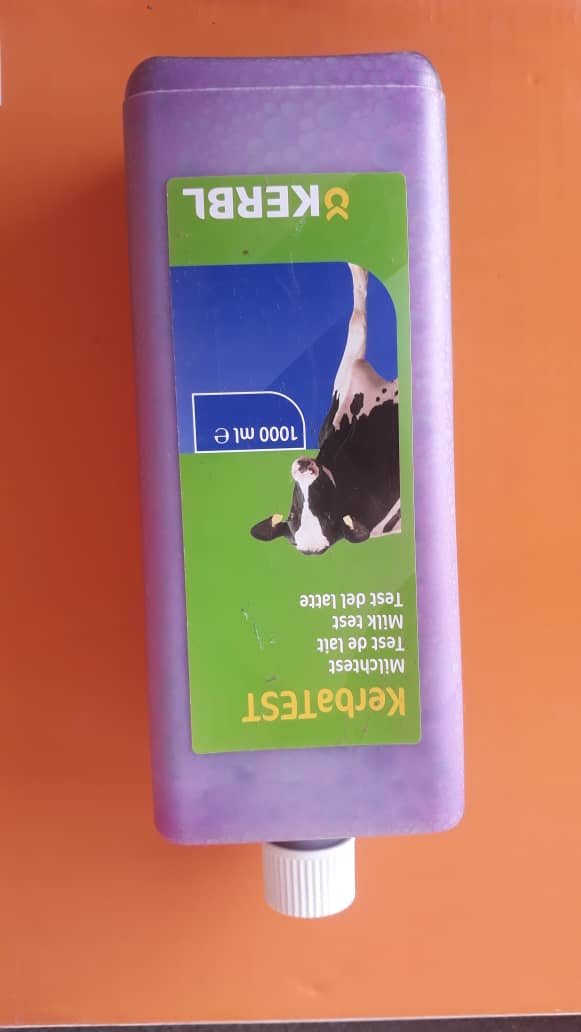 KerbaTEST
Milchtest
Test de lait
Milk test
Test del latte
1000 ml ℮
KERBL